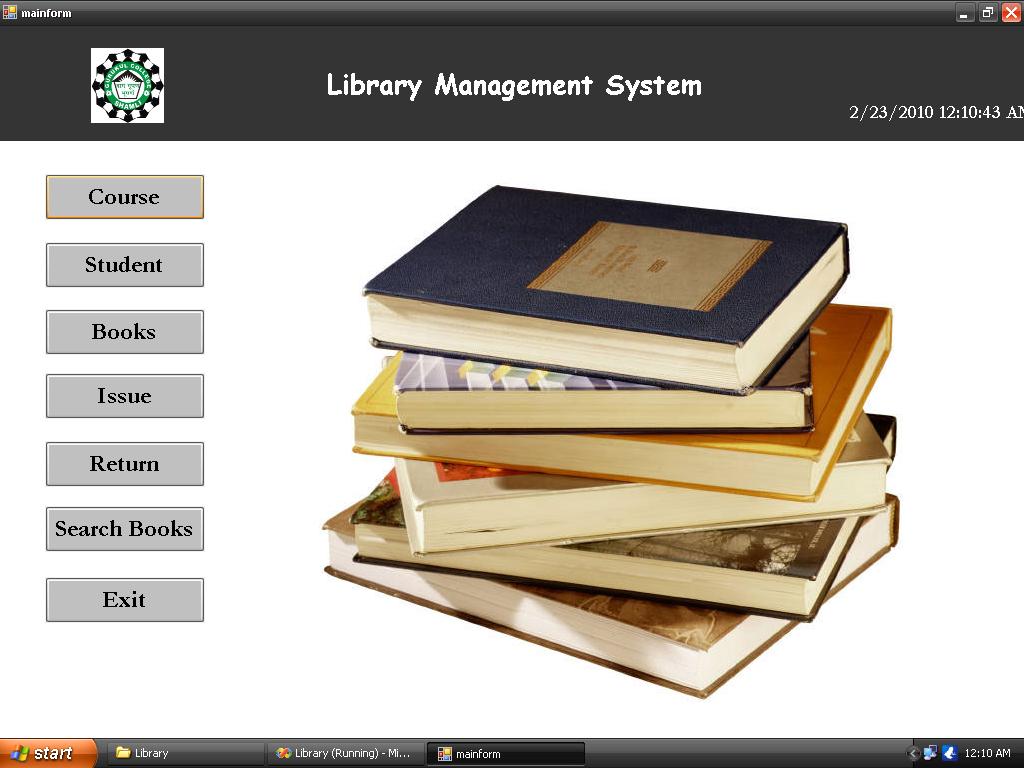 mainform
GURUKUL COLLEGE
SHAMLI
Library Management System
2/23/2010 12:10:43 AM
Course
Student
Books
Issue
Return
Search Books
Exit
start
Library
Library (Running) - Mi...
mainform
12:10 AM